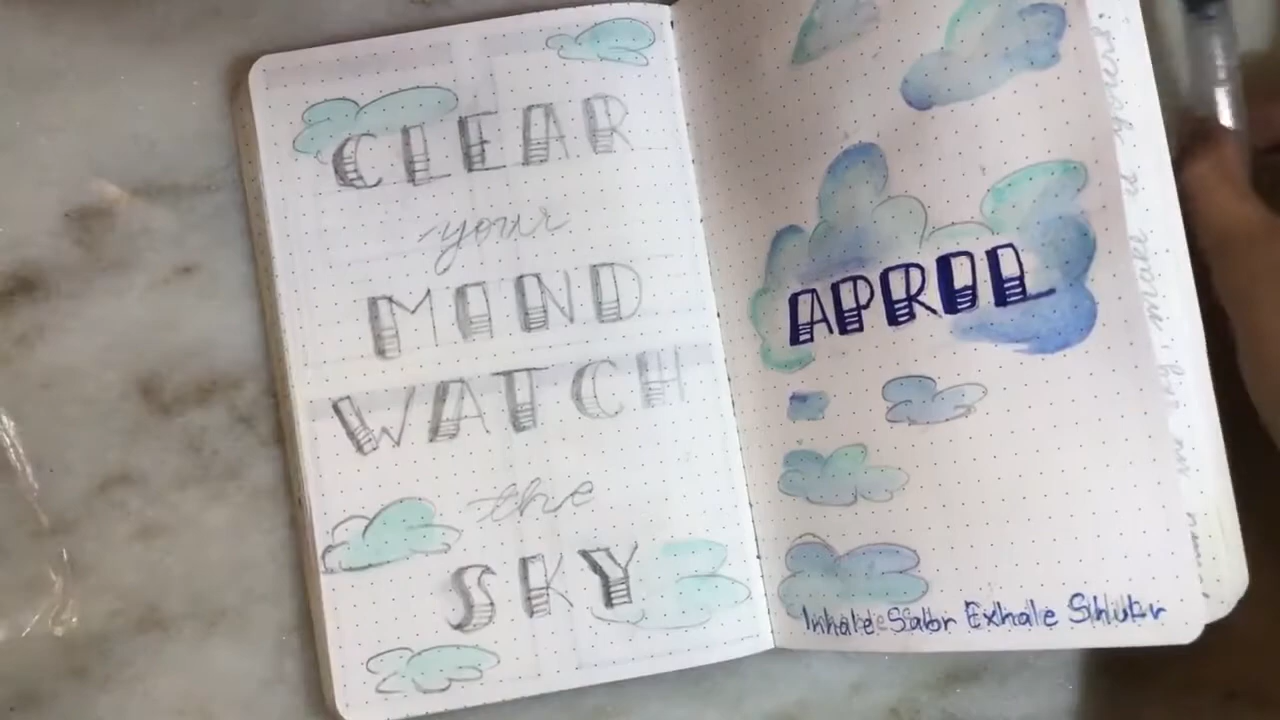 CLEAR
your
MIND
WATCH
the
SKY
APRIL
Inhale Sabr Exhale Shukr